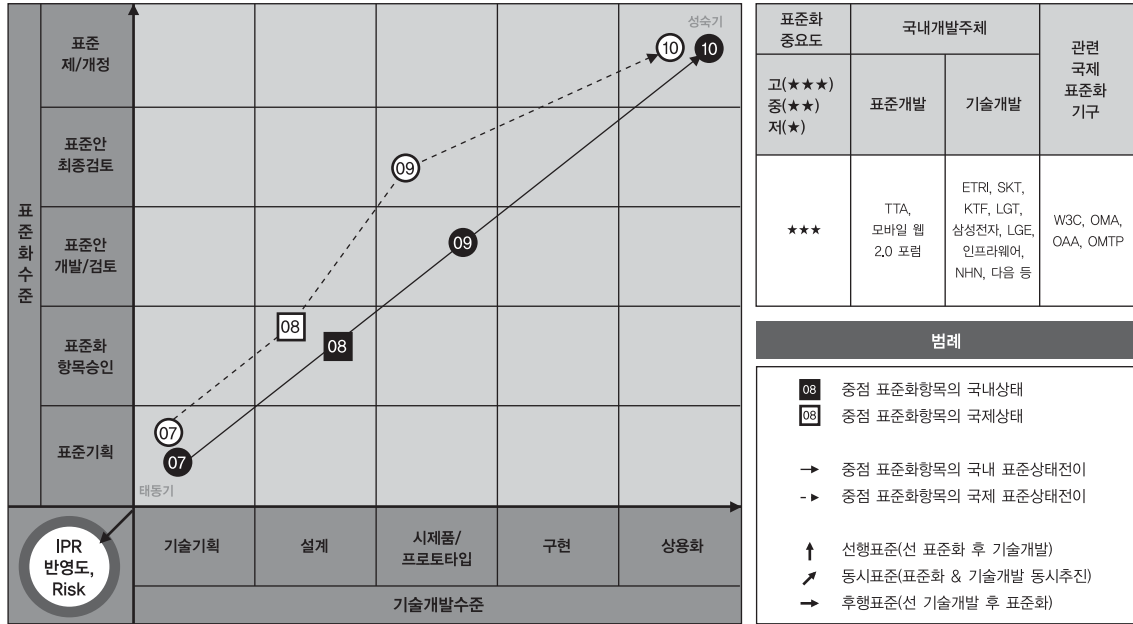 표준화수준
표준
제/개정
표준안
최종검토
표준안
개발/검토
표준화
항목승인
표준기획
성숙기
10
10
09
09
08
08
07
07
태동기
IPR
반영도,
Risk
기술기획
설계
시제품/
프로토타입
구현
상용화
기술개발수준
표준화
중요도
국내개발주체
관련
국제
표준화
기구
고(★★★)
중(★★)
저(★)
표준개발
기술개발
★★★
TTA,
모바일 웹
2.0 포럼
ETRI, SKT,
KTF, LGT,
삼성전자, LGE,
인프라웨어,
NHN, 다음 등
W3C, OMA,
OAA, OMTP
범례
08 중점 표준화항목의 국내상태
08 중점 표준화항목의 국제상태
중점 표준화항목의 국내 표준상태전이
중점 표준화항목의 국제 표준상태전이
선행표준(선 표준화 후 기술개발)
동시표준(표준화 & 기술개발 동시추진)
후행표준(선 기술개발 후 표준화)